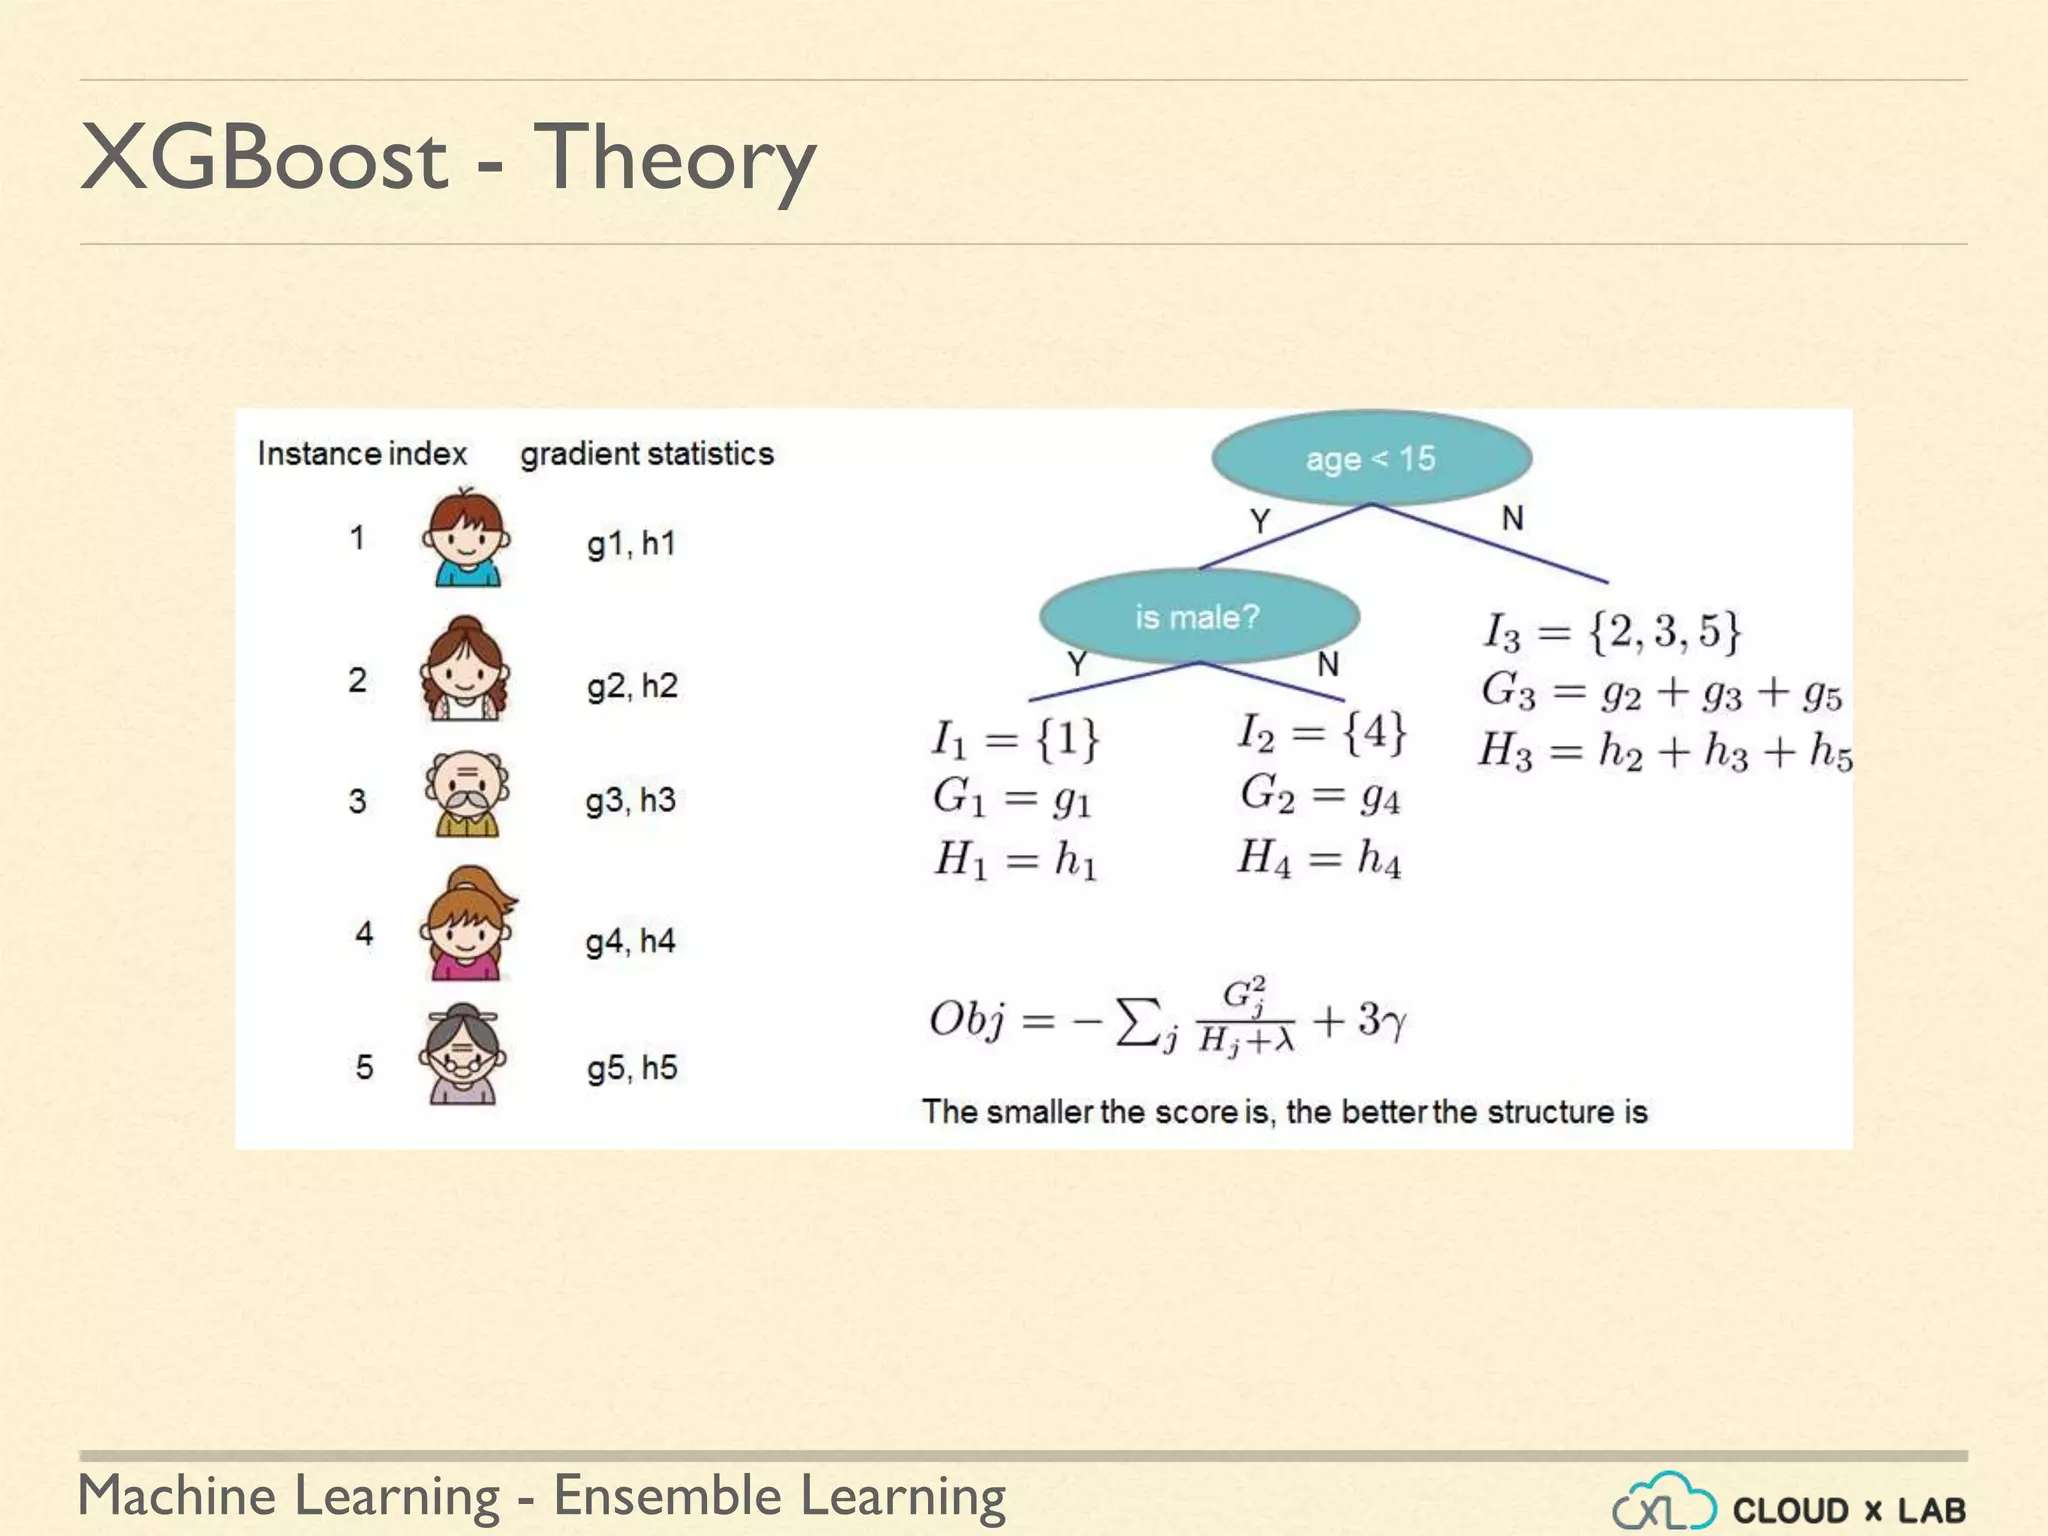 XGBoost - Theory
Instance index gradient statistics
1 g1, h1
2 g2, h2
3 g3, h3
4 g4, h4
5 g5, h5
age < 15
Y N
is male?
Y N
I₁ = {1}
G₁ = g₁
H₁ = h₁
I₂ = {4}
G₂ = g₄
H₄ = h₄
I₃ = {2, 3, 5}
G₃ = g₂ + g₃ + g₅
H₃ = h₂ + h₃ + h₅
Obj = − ∑ⱼ Gⱼ² / (Hⱼ+λ) + 3γ
The smaller the score is, the better the structure is
Machine Learning - Ensemble Learning
CXL CLOUD x LAB